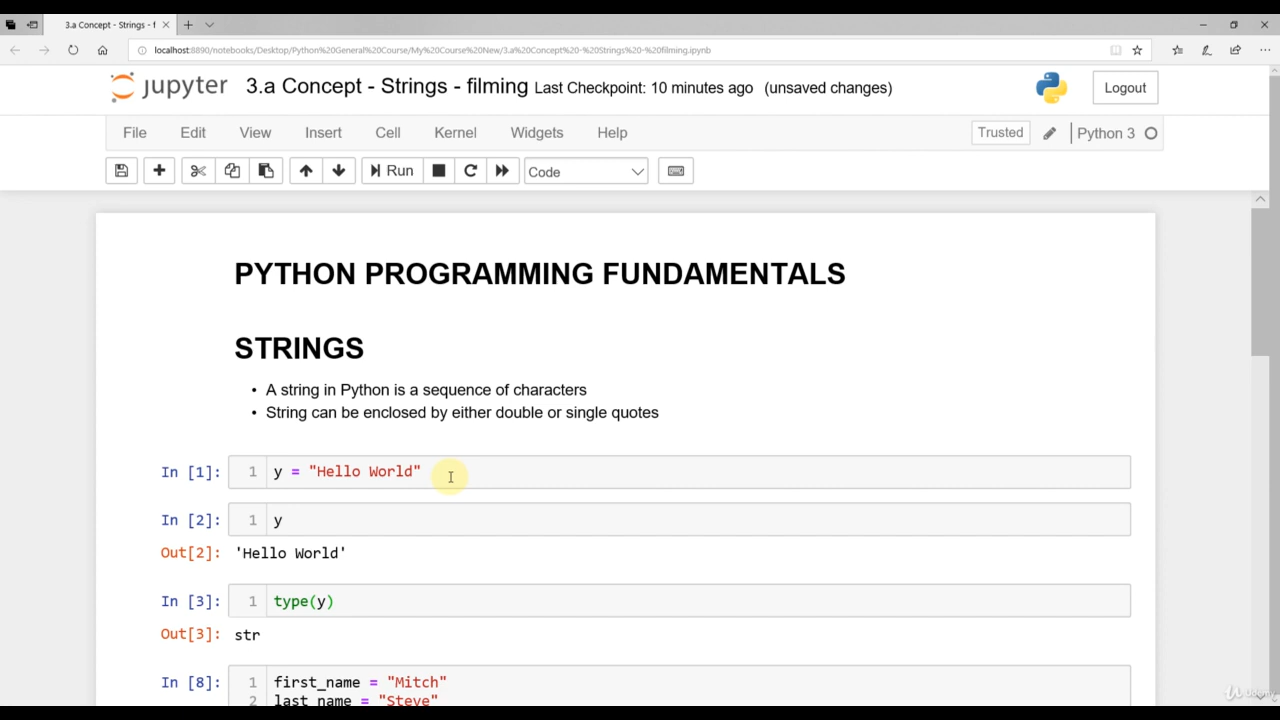 3.a Concept - Strings - f
localhost:8890/notebooks/Desktop/Python%20General%20Course/My%20Course%20New/3.a%20Concept%20-%20Strings%20-%20filming.ipynb
jupyter 3.a Concept - Strings - filming Last Checkpoint: 10 minutes ago (unsaved changes) Logout
File Edit View Insert Cell Kernel Widgets Help Trusted Python 3
Run Code
PYTHON PROGRAMMING FUNDAMENTALS
STRINGS
• A string in Python is a sequence of characters
• String can be enclosed by either double or single quotes
In [1]: 1 y = "Hello World"
In [2]: 1 y
Out[2]: 'Hello World'
In [3]: 1 type(y)
Out[3]: str
In [8]: 1 first_name = "Mitch"
2 last_name = "Steve"
Udemy